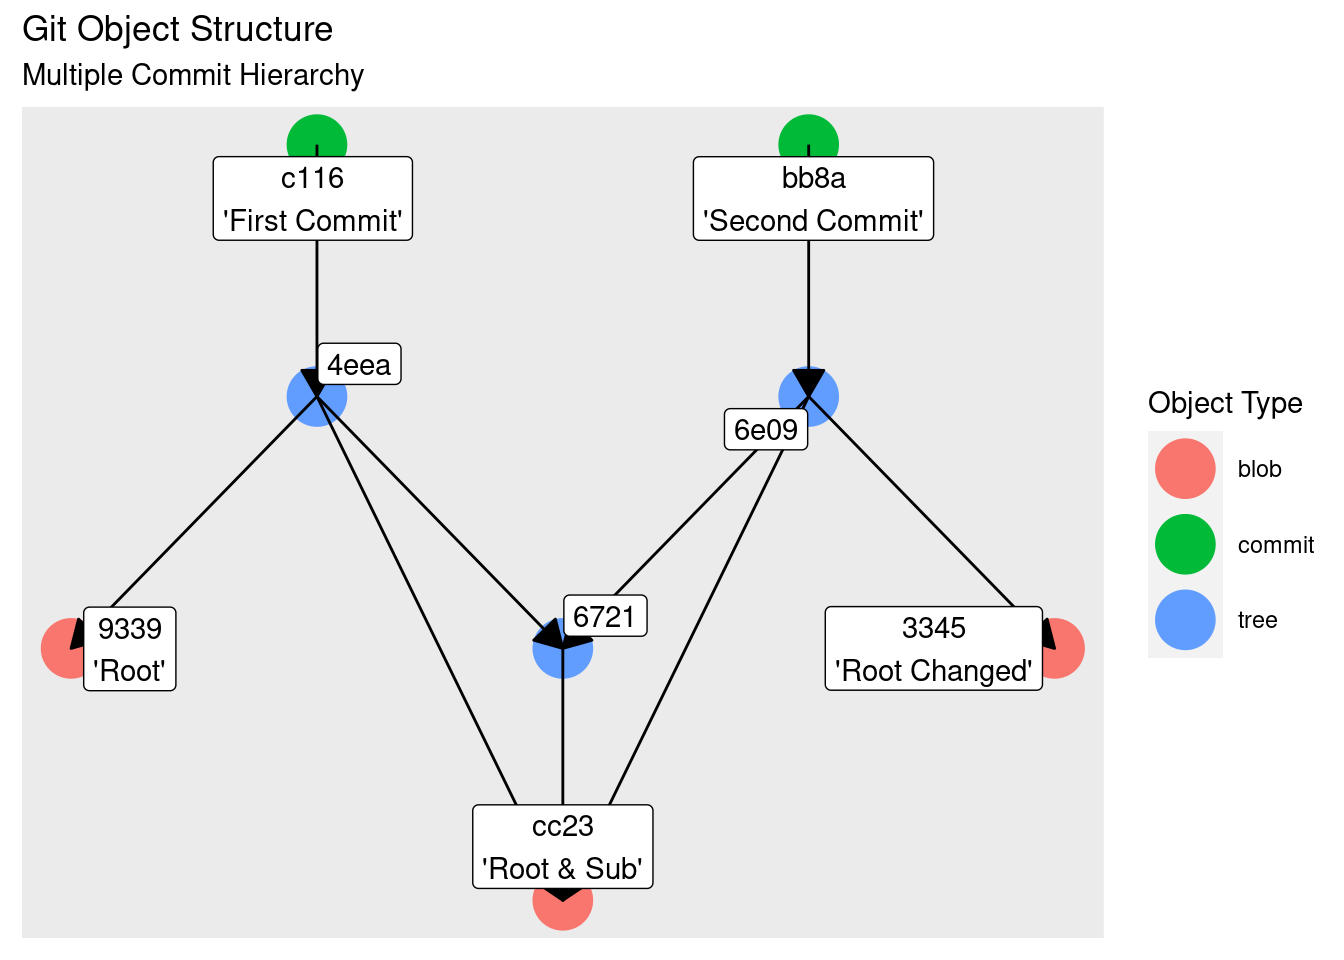 Git Object Structure
Multiple Commit Hierarchy
c116
'First Commit'
bb8a
'Second Commit'
4eea
6e09
9339
'Root'
6721
3345
'Root Changed'
cc23
'Root & Sub'
Object Type
blob
commit
tree